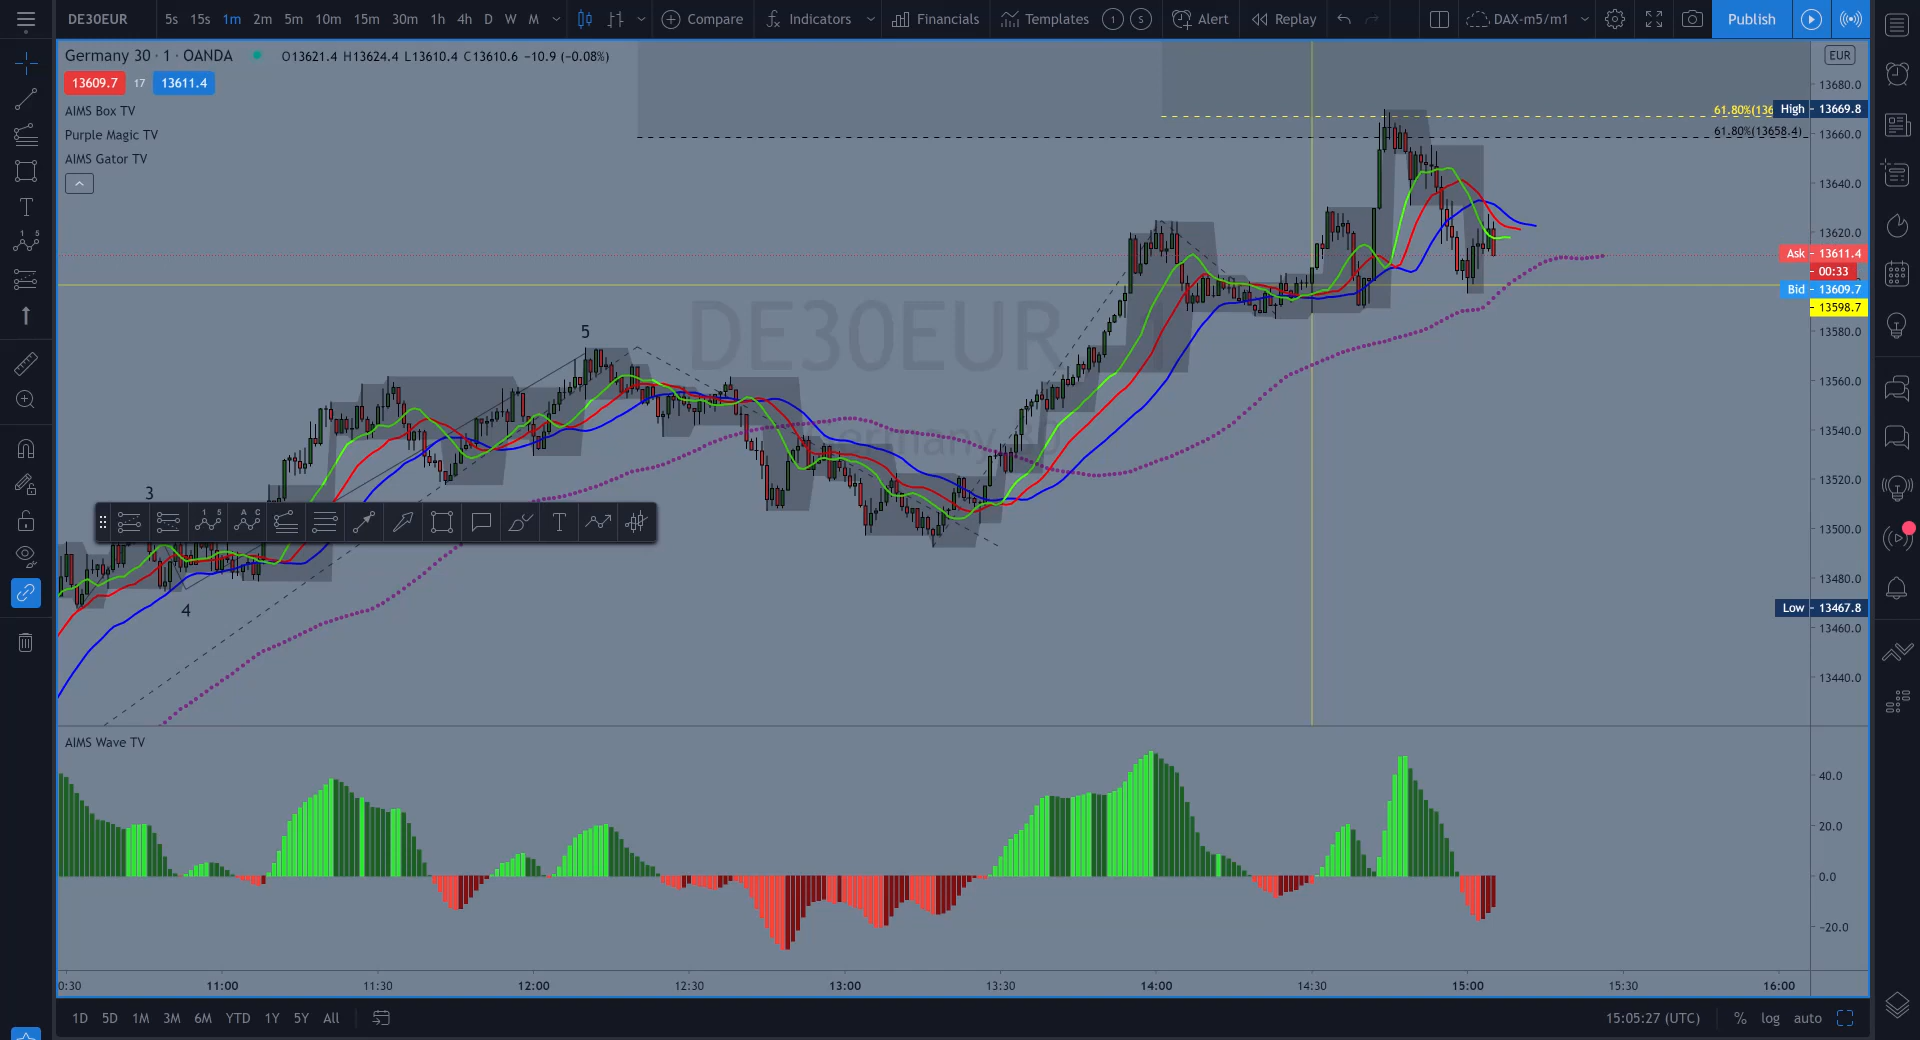 DE30EUR 5s 15s 1m 2m 5m 10m 15m 30m 1h 4h D W M Compare Indicators Financials Templates 1 S Alert Replay DAX-m5/m1 Publish
Germany 30 · 1 · OANDA O13621.4 H13624.4 L13610.4 C13610.6 −10.9 (−0.08%)
13609.7 17 13611.4
AIMS Box TV
Purple Magic TV
AIMS Gator TV
EUR
13680.0
61.80%(136 High 13669.8
61.80%(13658.4)
13660.0
13640.0
13620.0
Ask 13611.4
00:33
Bid 13609.7
13598.7
13580.0
13560.0
13540.0
13520.0
13500.0
13480.0
Low 13467.8
13460.0
13440.0
DE30EUR
5
3
4
AIMS Wave TV
40.0
20.0
0.0
−20.0
0:30 11:00 11:30 12:00 12:30 13:00 13:30 14:00 14:30 15:00 15:30 16:00
1D 5D 1M 3M 6M YTD 1Y 5Y All 15:05:27 (UTC) % log auto